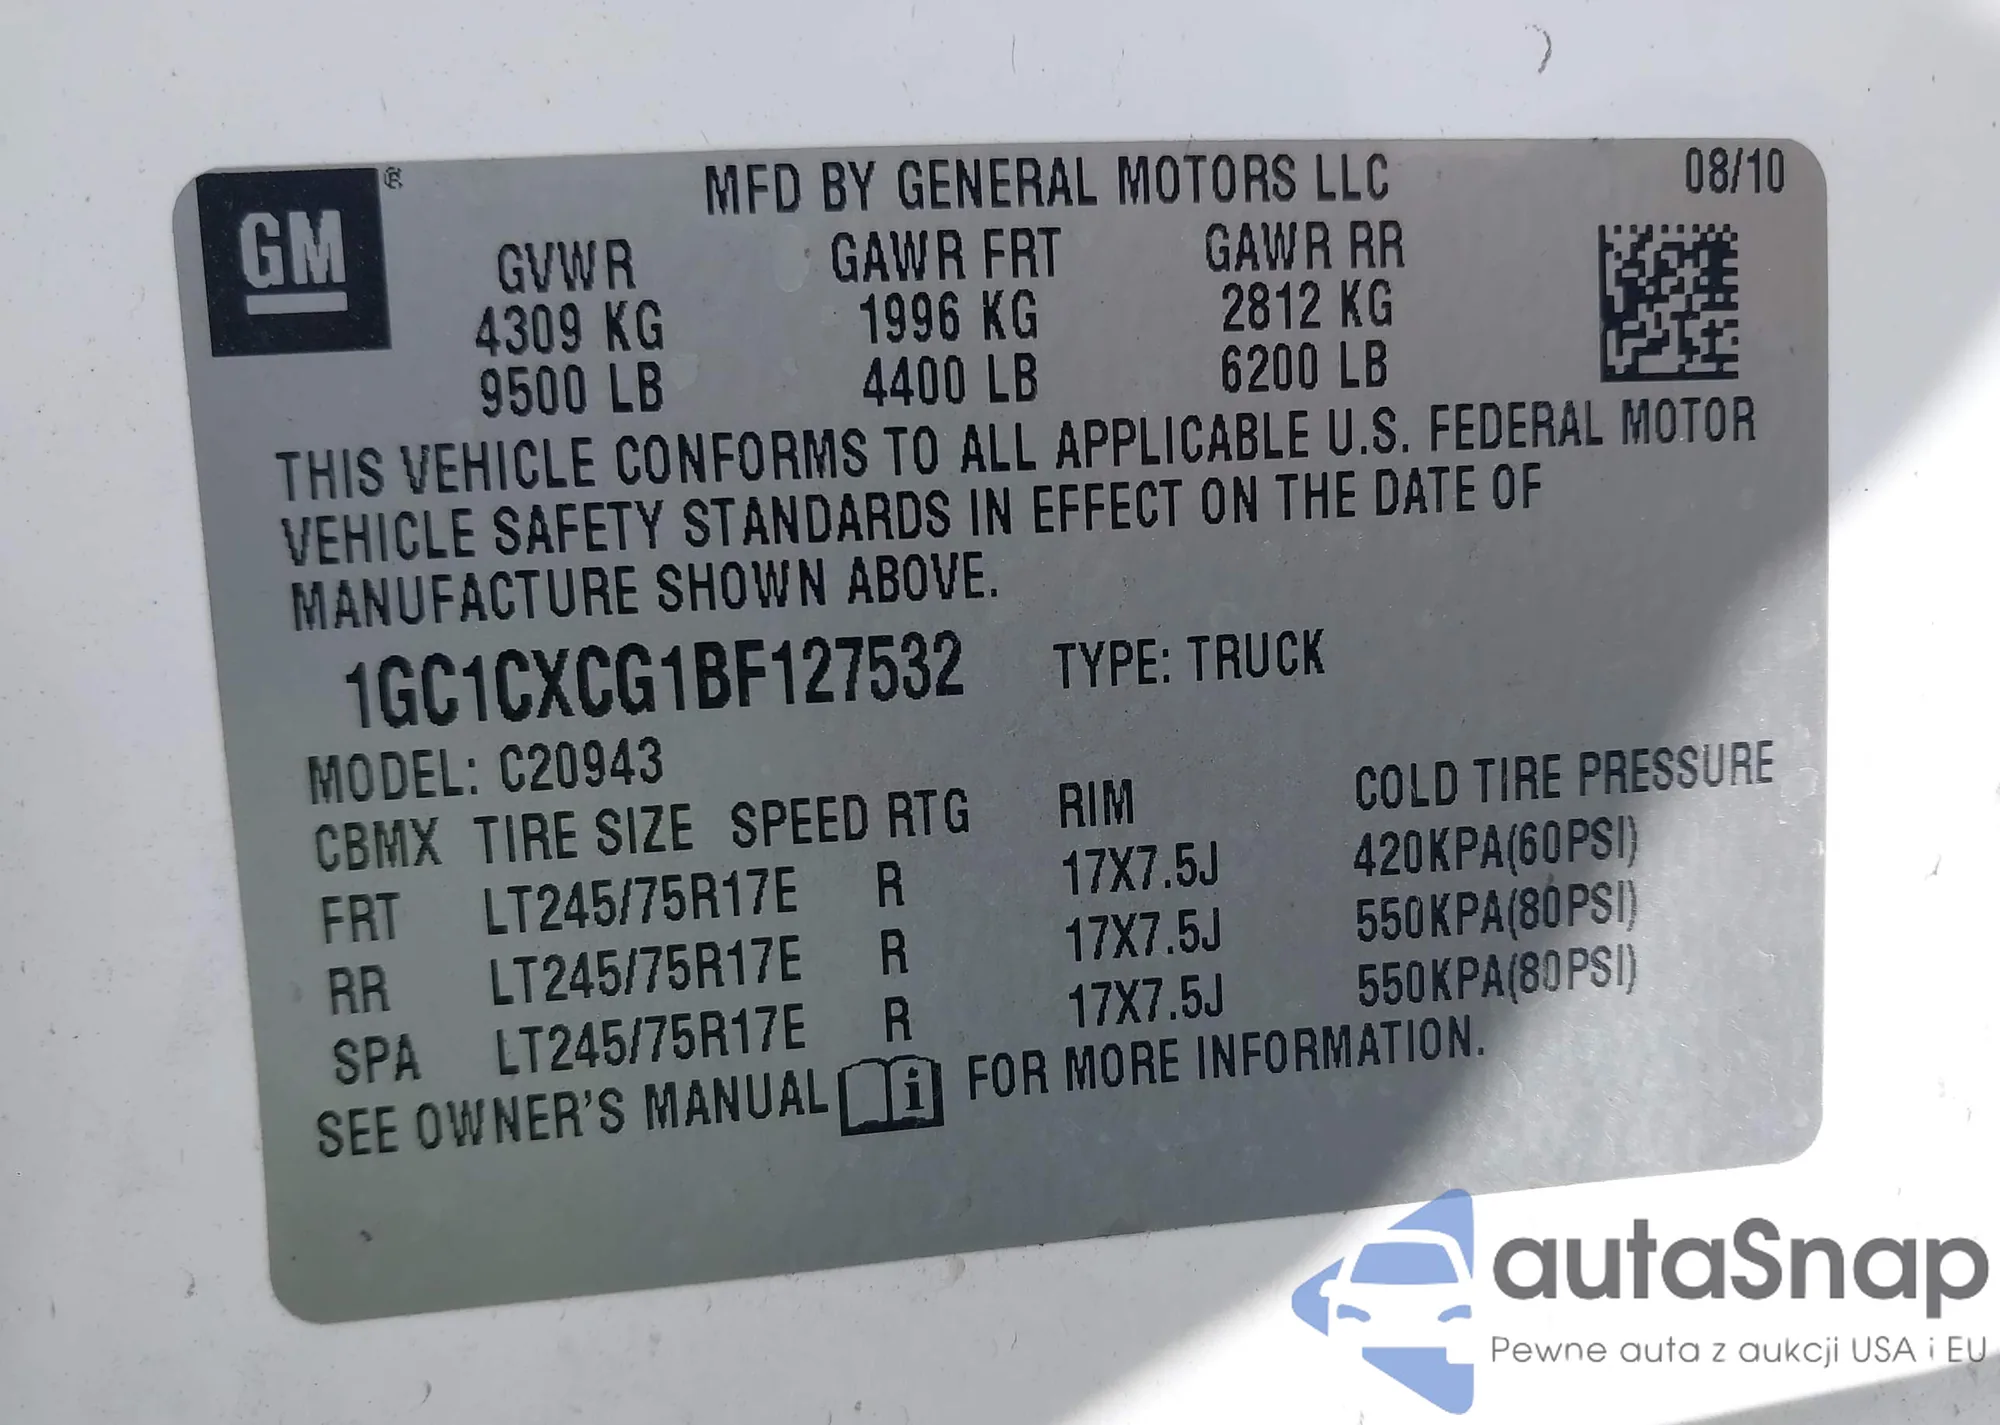 GM ®
MFD BY GENERAL MOTORS LLC 08/10
GVWR GAWR FRT GAWR RR
4309 KG 1996 KG 2812 KG
9500 LB 4400 LB 6200 LB
THIS VEHICLE CONFORMS TO ALL APPLICABLE U.S. FEDERAL MOTOR
VEHICLE SAFETY STANDARDS IN EFFECT ON THE DATE OF
MANUFACTURE SHOWN ABOVE.
1GC1CXCG1BF127532 TYPE: TRUCK
MODEL: C20943
CBMX TIRE SIZE SPEED RTG RIM COLD TIRE PRESSURE
FRT LT245/75R17E R 17X7.5J 420KPA(60PSI)
RR LT245/75R17E R 17X7.5J 550KPA(80PSI)
SPA LT245/75R17E R 17X7.5J 550KPA(80PSI)
SEE OWNER'S MANUAL i FOR MORE INFORMATION.
autaSnap
Pewne auta z aukcji USA i EU